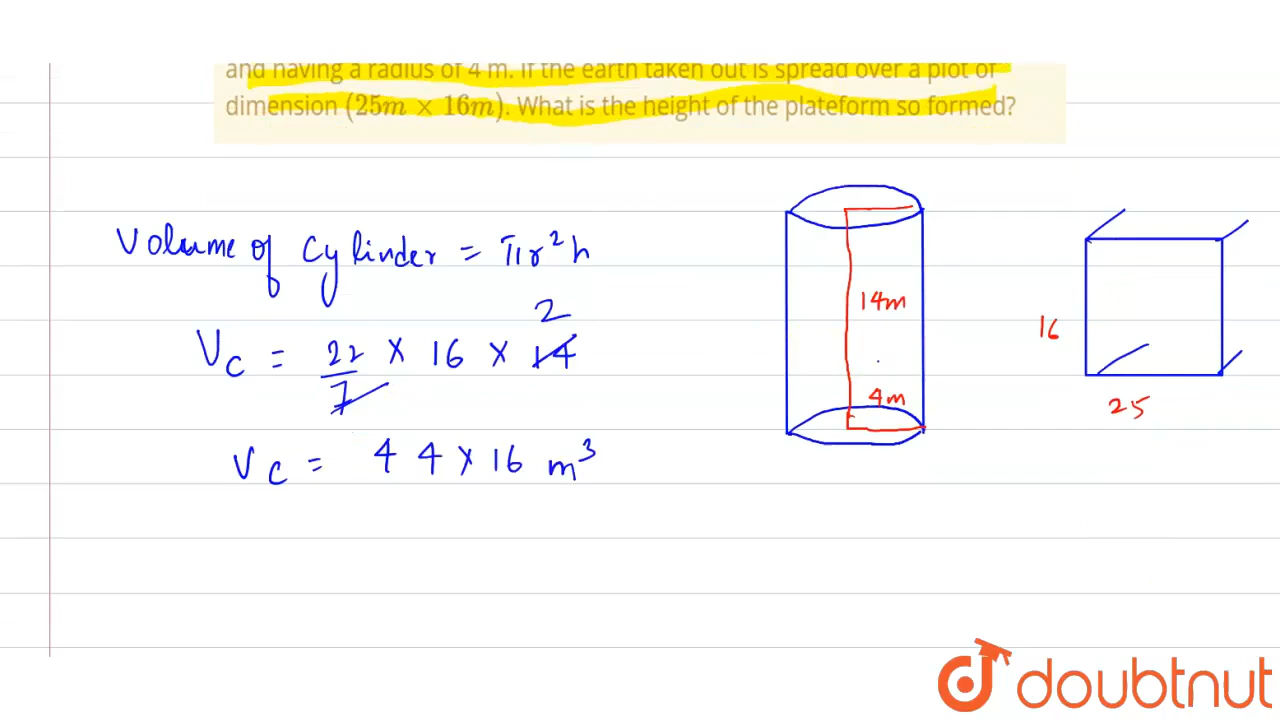 and having a radius of 4 m. If the earth taken out is spread over a plot of
dimension (25m × 16m). What is the height of the plateform so formed?
Volume of Cylinder = πr²h
Vc = 22/7 × 16 × 14 2
Vc = 44 × 16 m³
14m
4m
16
25
doubtnut